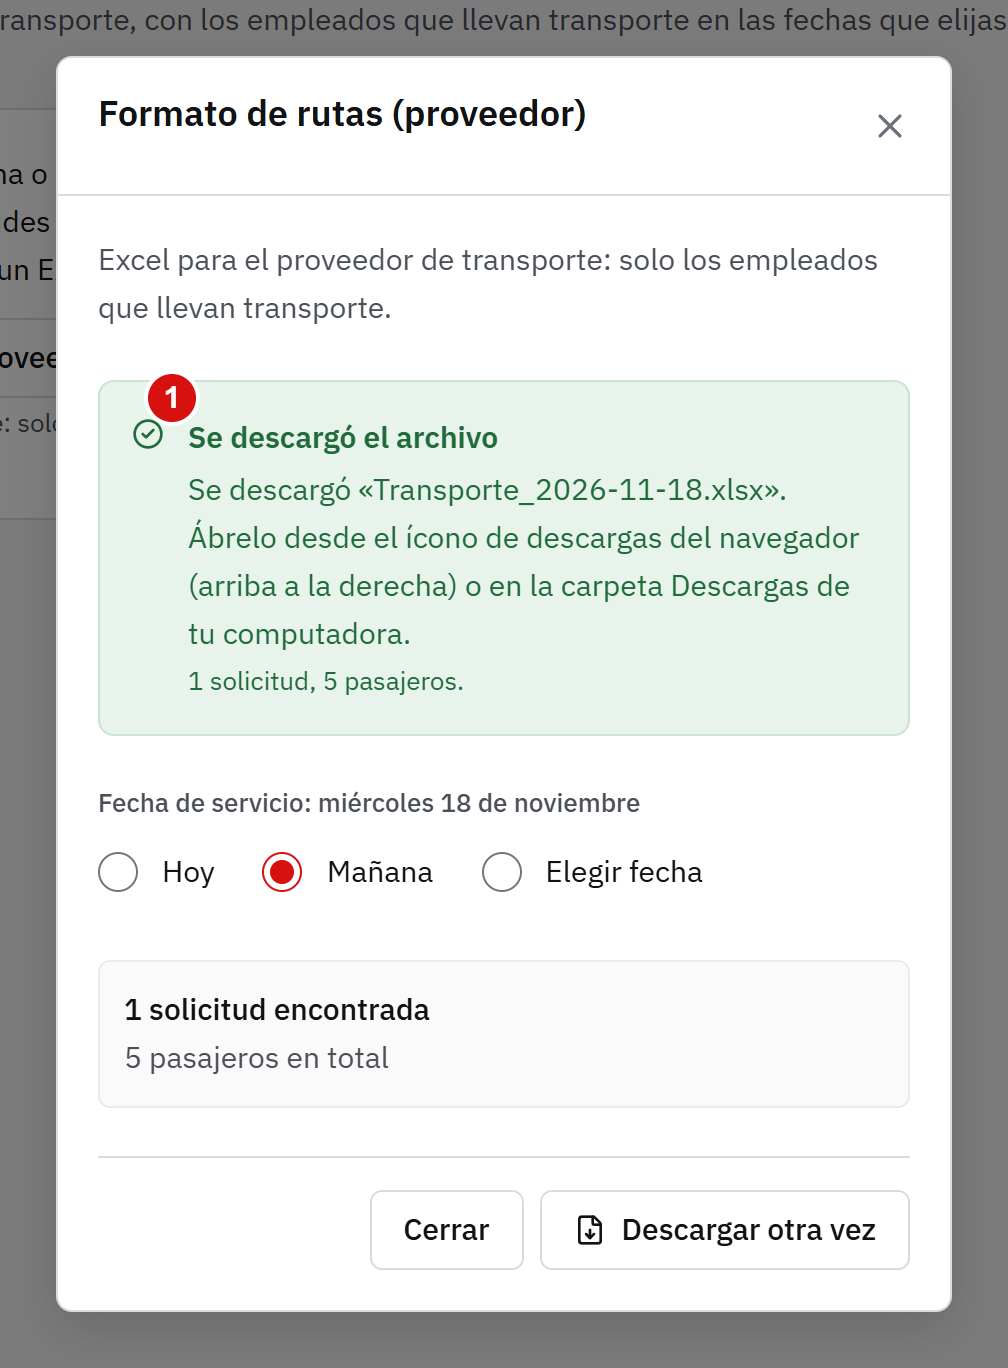 ransporte, con los empleados que llevan transporte en las fechas que elijas
Formato de rutas (proveedor)
na o
des
un E
Excel para el proveedor de transporte: solo los empleados
que llevan transporte.
ovee
e: solo
1
Se descargó el archivo
Se descargó «Transporte_2026-11-18.xlsx».
Ábrelo desde el ícono de descargas del navegador
(arriba a la derecha) o en la carpeta Descargas de
tu computadora.
1 solicitud, 5 pasajeros.
Fecha de servicio: miércoles 18 de noviembre
Hoy Mañana Elegir fecha
1 solicitud encontrada
5 pasajeros en total
Cerrar Descargar otra vez